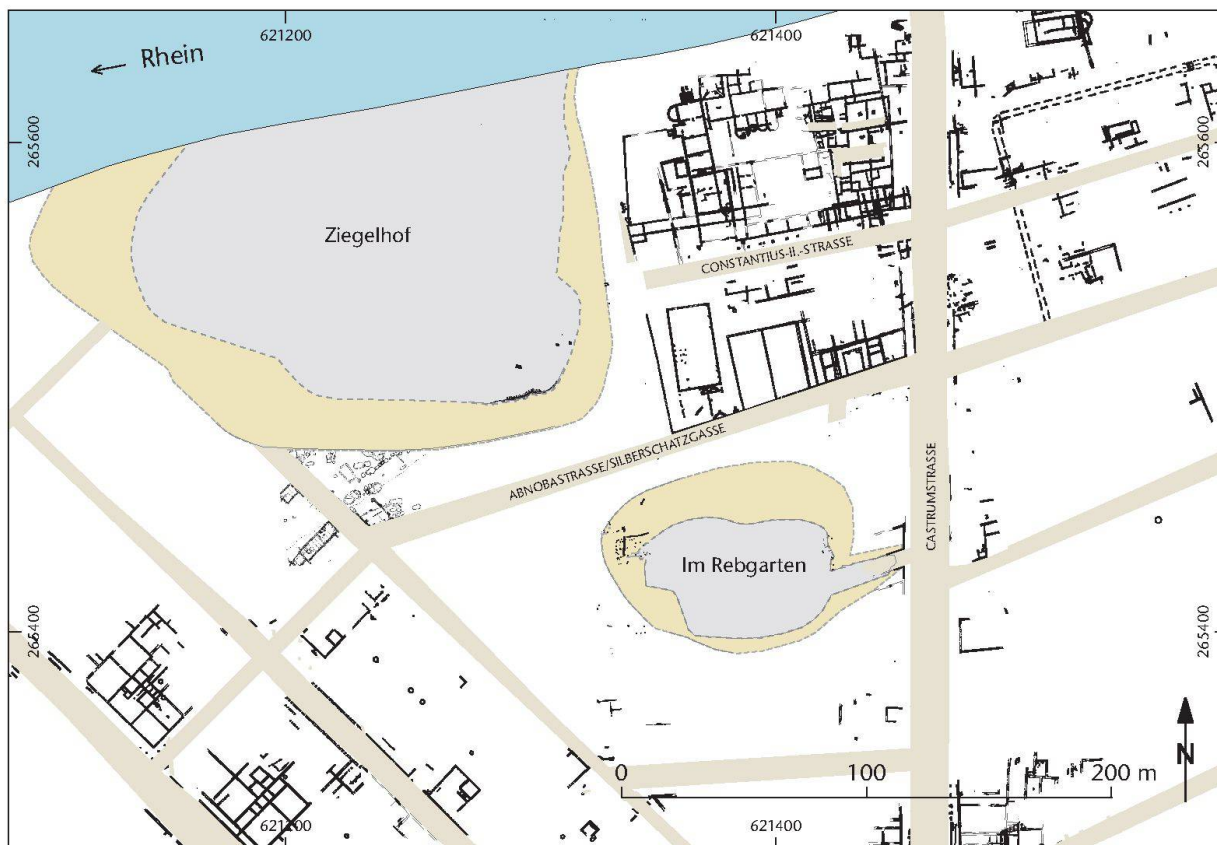 621200
621400
← Rhein
265600
265600
Ziegelhof
CONSTANTIUS-II.-STRASSE
ABNOBASTRASSE/SILBERSCHATZGASSE
CASTRUMSTRASSE
Im Rebgarten
265400
265400
N
0 100 200 m
621200
621400